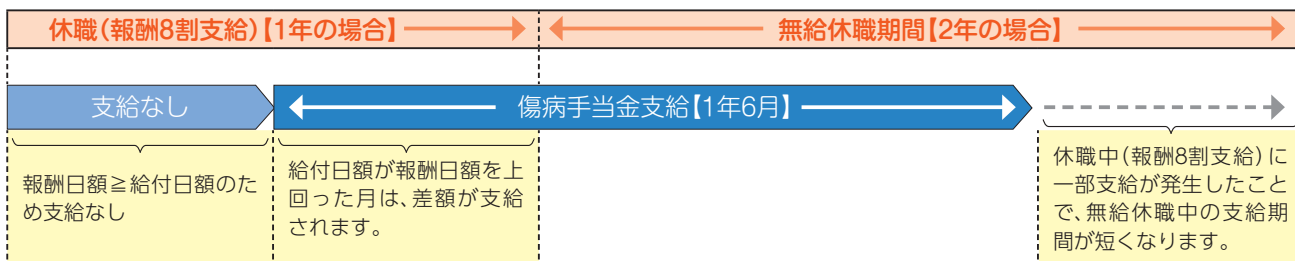 休職(報酬8割支給)【1年の場合】
無給休職期間【2年の場合】
支給なし
傷病手当金支給【1年6月】
報酬日額≧給付日額のた
め支給なし
給付日額が報酬日額を上
回った月は、差額が支給
されます。
休職中(報酬8割支給)に
一部支給が発生したこと
で、無給休職中の支給期
間が短くなります。